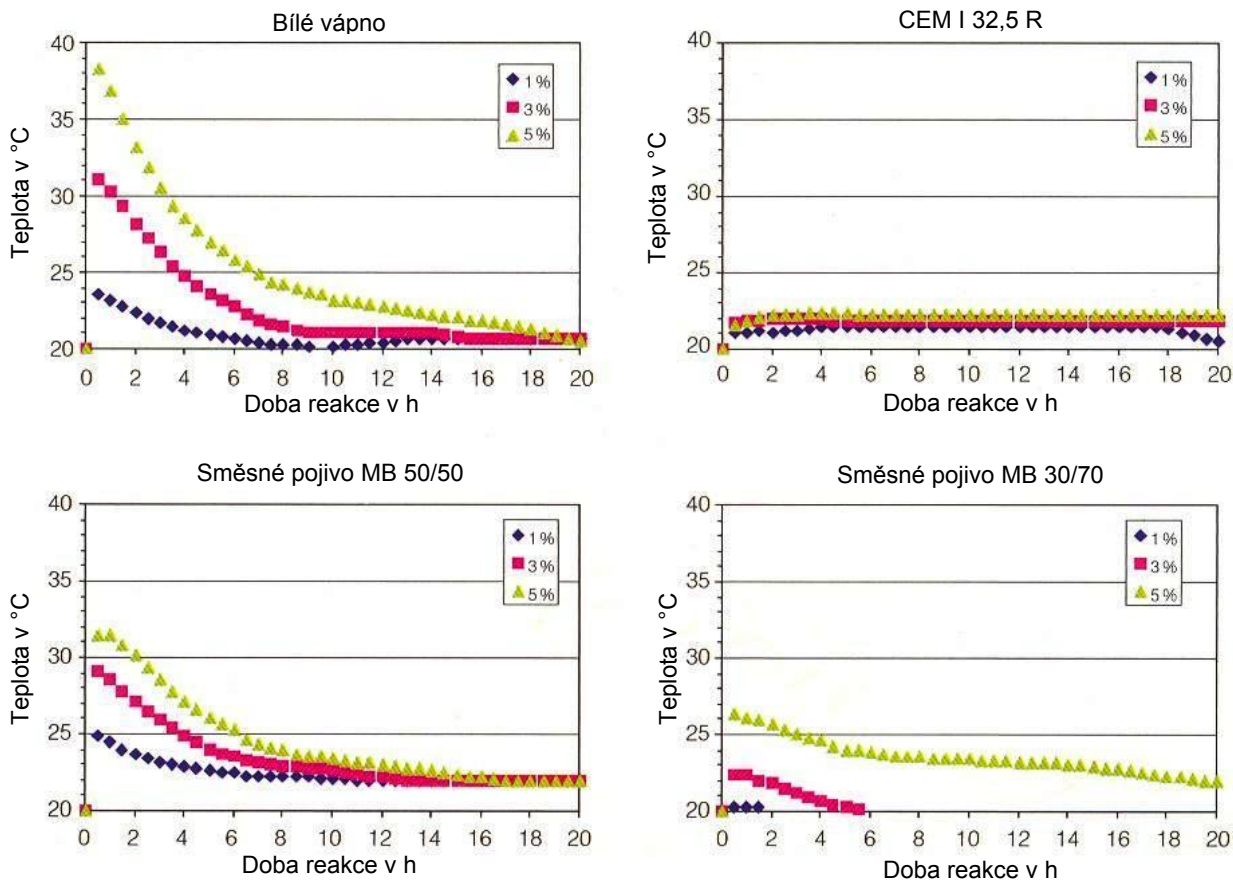 Bílé vápno
40
35
30
25
20
Teplota v °C
1 %
3 %
5 %
0 2 4 6 8 10 12 14 16 18 20
Doba reakce v h
CEM I 32,5 R
40
35
30
25
20
Teplota v °C
1 %
3 %
5 %
0 2 4 6 8 10 12 14 16 18 20
Doba reakce v h
Směsné pojivo MB 50/50
40
35
30
25
20
Teplota v °C
1 %
3 %
5 %
0 2 4 6 8 10 12 14 16 18 20
Doba reakce v h
Směsné pojivo MB 30/70
40
35
30
25
20
Teplota v °C
1 %
3 %
5 %
0 2 4 6 8 10 12 14 16 18 20
Doba reakce v h